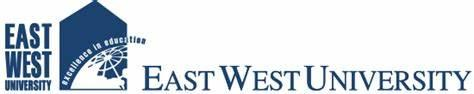 EAST
WEST
UNIVERSITY
excellence in education
EAST WEST UNIVERSITY